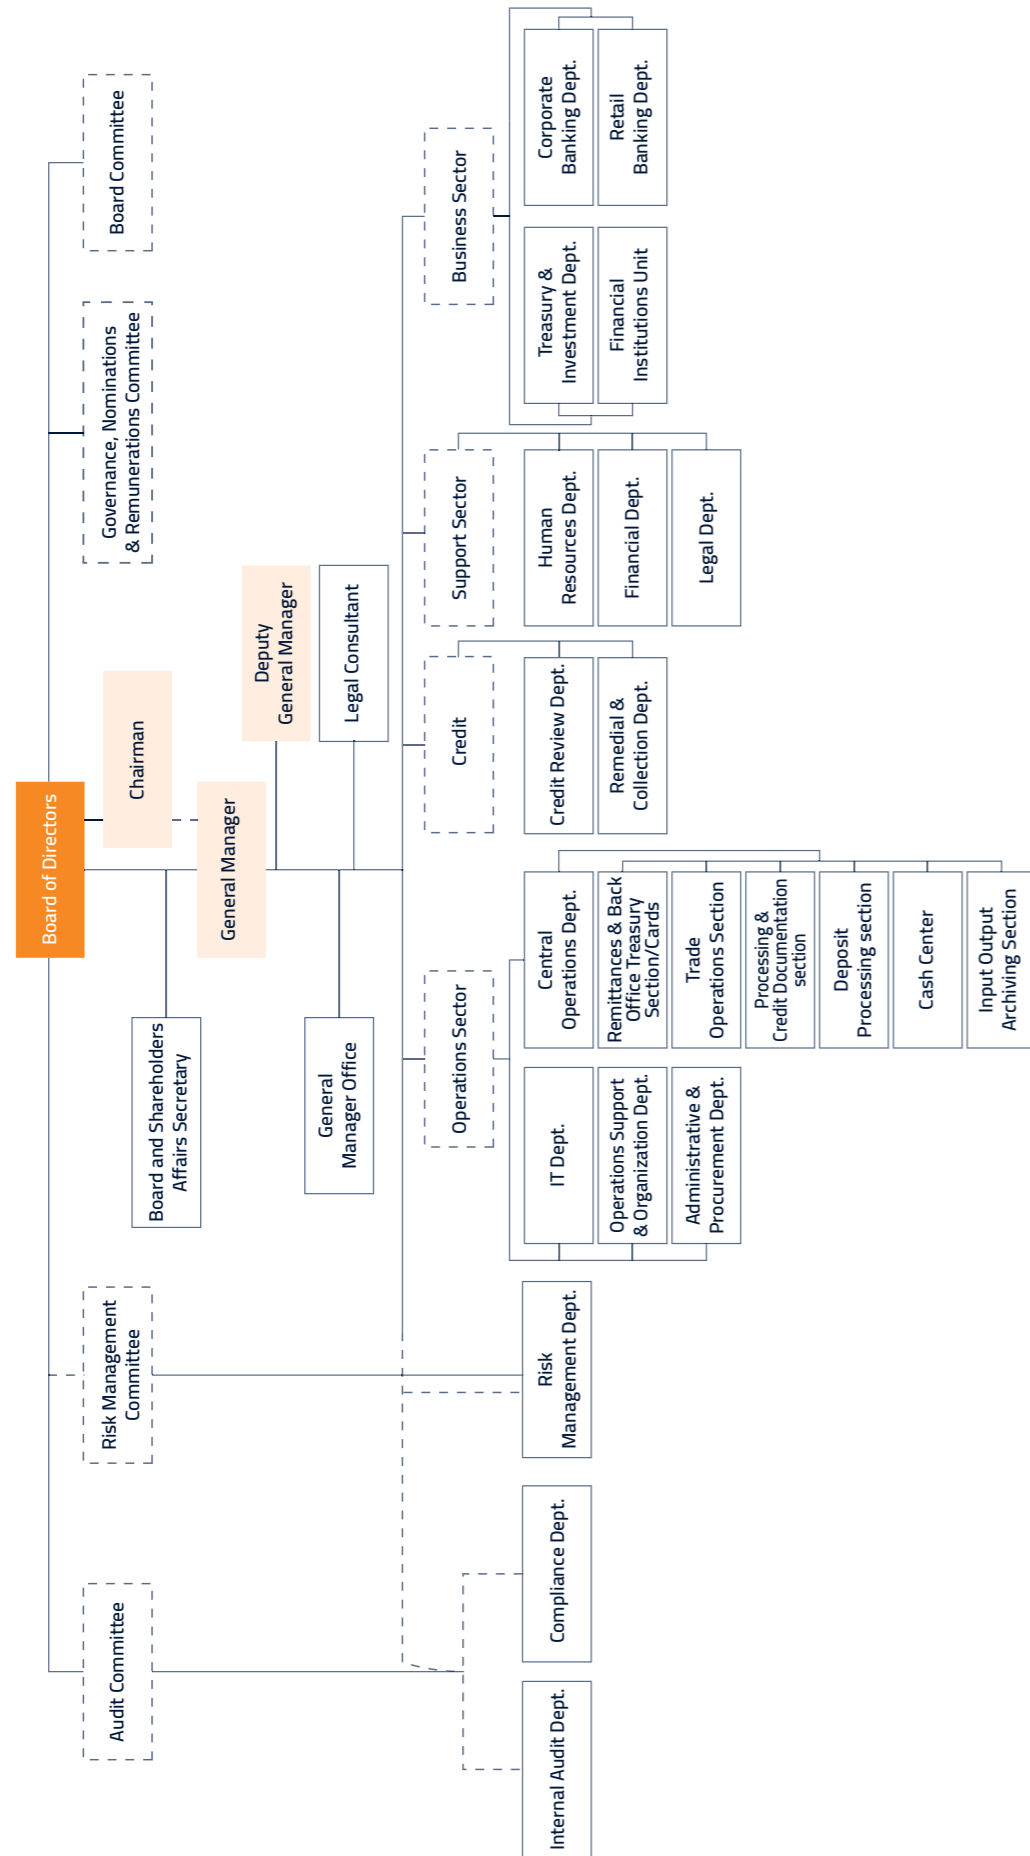 Board of Directors
Chairman
General Manager
Audit Committee
Risk Management
Committee
Governance, Nominations
& Remunerations Committee
Board Committee
Board and Shareholders
Affairs Secretary
Deputy
General Manager
General
Manager Office
Legal Consultant
Operations Sector
Credit
Support Sector
Business Sector
Internal Audit Dept.
Compliance Dept.
Risk
Management Dept.
IT Dept.
Operations Support
& Organization Dept.
Administrative &
Procurement Dept.
Central
Operations Dept.
Remittances & Back
Office Treasury
Section/Cards
Trade
Operations Section
Processing &
Credit Documentation
section
Deposit
Processing section
Cash Center
Input Output
Archiving Section
Credit Review Dept.
Remedial &
Collection Dept.
Human
Resources Dept.
Financial Dept.
Legal Dept.
Treasury &
Investment Dept.
Financial
Institutions Unit
Corporate
Banking Dept.
Retail
Banking Dept.